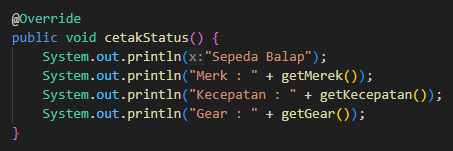 @Override
public void cetakStatus() {
System.out.println(x:"Sepeda Balap");
System.out.println("Merk : " + getMerek());
System.out.println("Kecepatan : " + getKecepatan());
System.out.println("Gear : " + getGear());
}